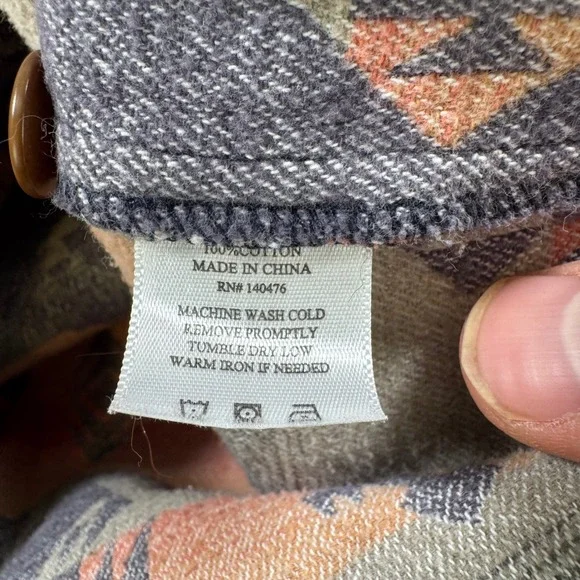 100%COTTON
MADE IN CHINA
RN# 140476
MACHINE WASH COLD
REMOVE PROMPTLY
TUMBLE DRY LOW
WARM IRON IF NEEDED